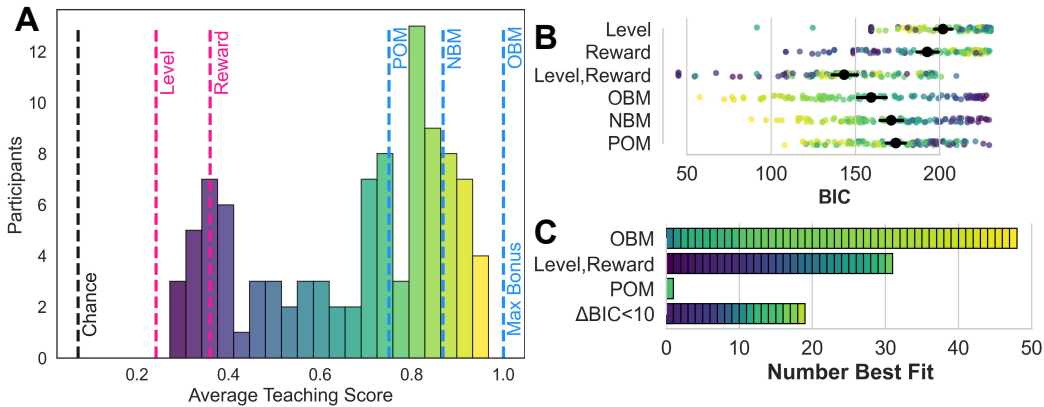 A
Participants
12
10
8
6
4
2
0
0.2
0.4
0.6
0.8
1.0
Average Teaching Score
Chance
Level
Reward
POM
NBM
OBM
Max Bonus
B
Level
Reward
Level,Reward
OBM
NBM
POM
50
100
150
200
BIC
C
OBM
Level,Reward
POM
ΔBIC<10
0
10
20
30
40
50
Number Best Fit